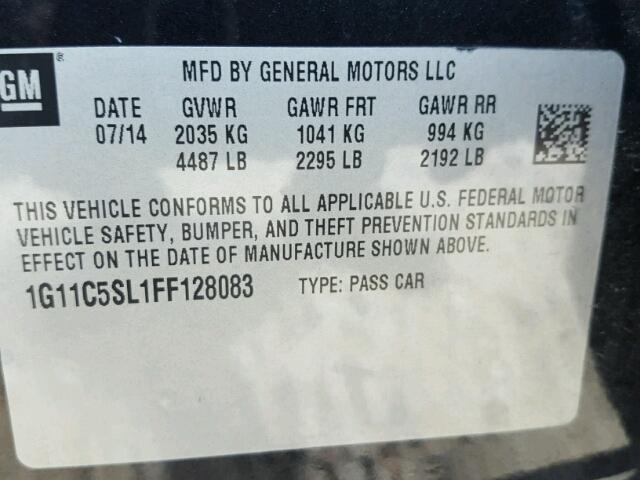 GM ®
MFD BY GENERAL MOTORS LLC
DATE GVWR GAWR FRT GAWR RR
07/14 2035 KG 1041 KG 994 KG
4487 LB 2295 LB 2192 LB
THIS VEHICLE CONFORMS TO ALL APPLICABLE U.S. FEDERAL MOTOR
VEHICLE SAFETY, BUMPER, AND THEFT PREVENTION STANDARDS IN
EFFECT ON THE DATE OF MANUFACTURE SHOWN ABOVE.
1G11C5SL1FF128083 TYPE: PASS CAR